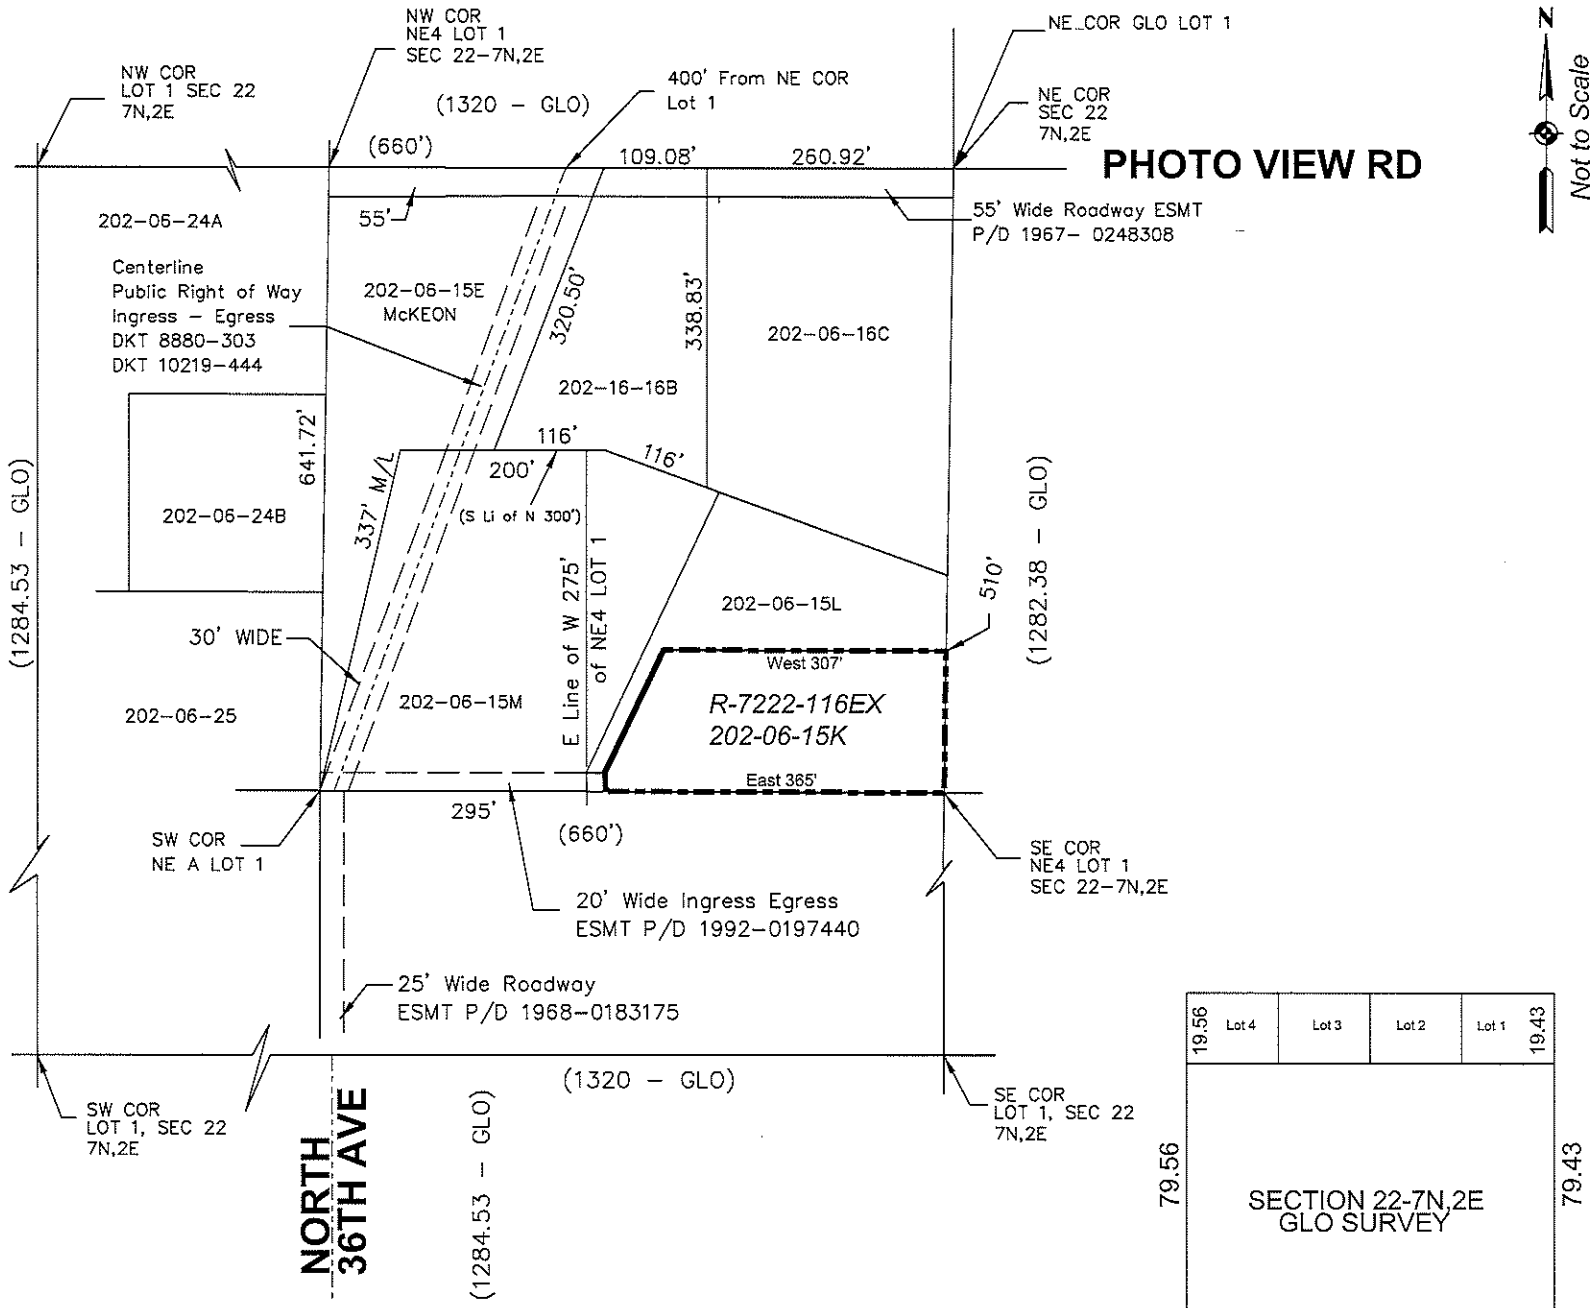 NW COR
NE4 LOT 1
SEC 22-7N,2E
NE COR GLO LOT 1
N
Not to Scale
NW COR
LOT 1 SEC 22
7N,2E
(1320 - GLO)
400' From NE COR
Lot 1
NE COR
SEC 22
7N,2E
(660')
109.08'
260.92'
PHOTO VIEW RD
202-06-24A
55'
55' Wide Roadway ESMT
P/D 1967- 0248308
Centerline
Public Right of Way
Ingress - Egress
DKT 8880-303
DKT 10219-444
202-06-15E
McKEON
320.50'
338.83'
202-06-16C
202-16-16B
641.72'
337' M/L
116'
200'
116'
(S Li of N 300')
202-06-24B
(1284.53 - GLO)
E Line of W 275'
of NE4 LOT 1
510'
(1282.38 - GLO)
202-06-15L
30' WIDE
West 307'
202-06-25
202-06-15M
R-7222-116EX
202-06-15K
East 365'
295'
(660')
SW COR
NE A LOT 1
SE COR
NE4 LOT 1
SEC 22-7N,2E
20' Wide Ingress Egress
ESMT P/D 1992-0197440
25' Wide Roadway
ESMT P/D 1968-0183175
(1320 - GLO)
SW COR
LOT 1, SEC 22
7N,2E
NORTH
36TH AVE
(1284.53 - GLO)
SE COR
LOT 1, SEC 22
7N,2E
19.56
Lot 4
Lot 3
Lot 2
Lot 1
19.43
79.56
SECTION 22-7N,2E
GLO SURVEY
79.43